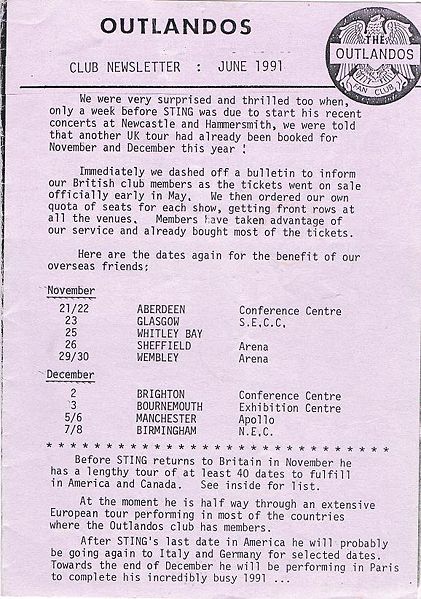 OUTLANDOS
THE
OUTLANDOS
FAN CLUB
CLUB NEWSLETTER : JUNE 1991
We were very surprised and thrilled too when,
only a week before STING was due to start his recent
concerts at Newcastle and Hammersmith, we were told
that another UK tour had already been booked for
November and December this year !
Immediately we dashed off a bulletin to inform
our British club members as the tickets went on sale
officially early in May. We then ordered our own
quota of seats for each show, getting front rows at
all the venues. Members have taken advantage of
our service and already bought most of the tickets.
Here are the dates again for the benefit of our
overseas friends;
November
21/22 ABERDEEN Conference Centre
23 GLASGOW S.E.C.C.
25 WHITLEY BAY
26 SHEFFIELD Arena
29/30 WEMBLEY Arena
December
2 BRIGHTON Conference Centre
3 BOURNEMOUTH Exhibition Centre
5/6 MANCHESTER Apollo
7/8 BIRMINGHAM N.E.C.
* * * * * * * * * * * * * * * * * * * * * * * * * * * *
Before STING returns to Britain in November he
has a lengthy tour of at least 40 dates to fulfill
in America and Canada. See inside for list.
At the moment he is half way through an extensive
European tour performing in most of the countries
where the Outlandos club has members.
After STING's last date in America he will probably
be going again to Italy and Germany for selected dates.
Towards the end of December he will be performing in Paris
to complete his incredibly busy 1991 ...